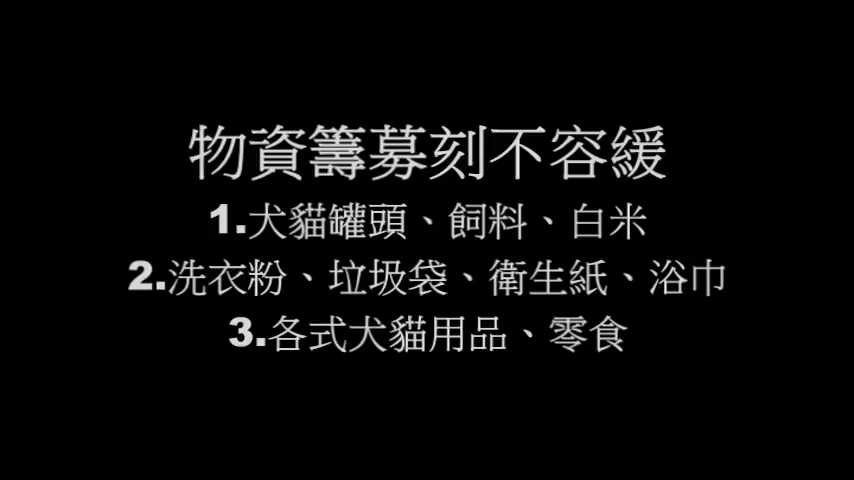 物資籌募刻不容緩
1.犬貓罐頭、飼料、白米
2.洗衣粉、垃圾袋、衛生紙、浴巾
3.各式犬貓用品、零食